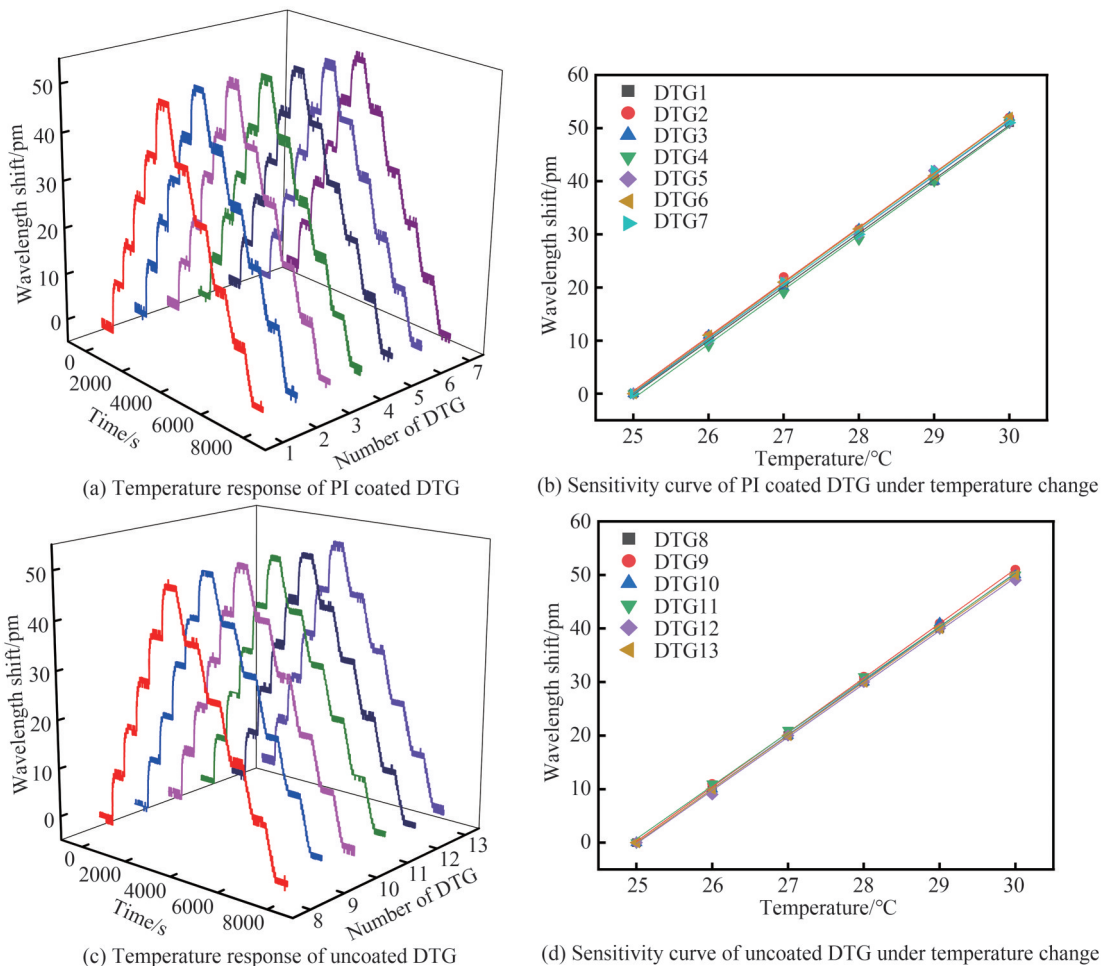 50
40
30
20
10
0
Wavelength shift/pm
0
2000
4000
6000
8000
Time/s
1
2
3
4
5
6
7
Number of DTG
(a) Temperature response of PI coated DTG
60
50
40
30
20
10
0
Wavelength shift/pm
DTG1
DTG2
DTG3
DTG4
DTG5
DTG6
DTG7
25 26 27 28 29 30
Temperature/°C
(b) Sensitivity curve of PI coated DTG under temperature change
50
40
30
20
10
0
Wavelength shift/pm
0
2000
4000
6000
8000
Time/s
8
9
10
11
12
13
Number of DTG
(c) Temperature response of uncoated DTG
60
50
40
30
20
10
0
Wavelength shift/pm
DTG8
DTG9
DTG10
DTG11
DTG12
DTG13
25 26 27 28 29 30
Temperature/°C
(d) Sensitivity curve of uncoated DTG under temperature change